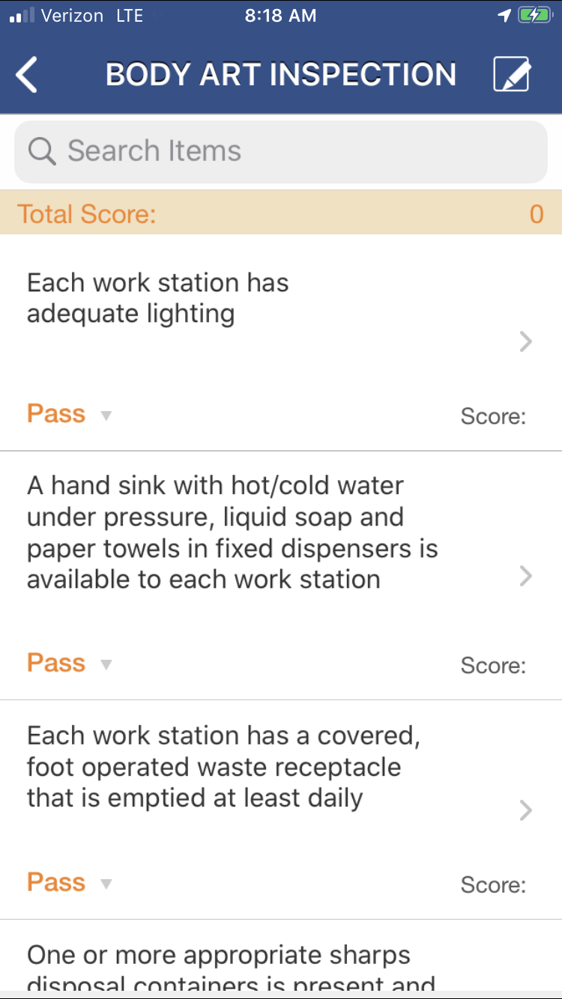 Verizon LTE 8:18 AM
BODY ART INSPECTION
Search Items
Total Score: 0
Each work station has
adequate lighting
Pass Score:
A hand sink with hot/cold water
under pressure, liquid soap and
paper towels in fixed dispensers is
available to each work station
Pass Score:
Each work station has a covered,
foot operated waste receptacle
that is emptied at least daily
Pass Score:
One or more appropriate sharps
disposal containers is present and